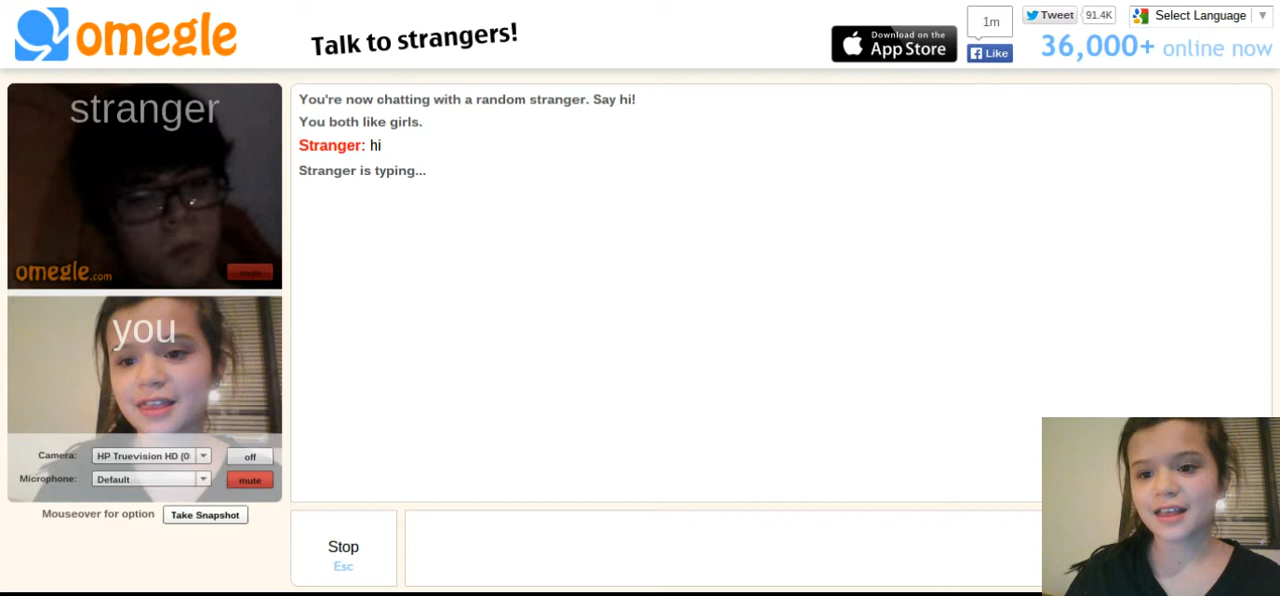 omegle
Talk to strangers!
Download on the
App Store
1m
Like
Tweet
91.4K
Select Language
36,000+ online now
stranger
omegle.com
mute
you
Camera:
HP Truevision HD (0
off
Microphone:
Default
mute
Mouseover for option
Take Snapshot
You're now chatting with a random stranger. Say hi!
You both like girls.
Stranger: hi
Stranger is typing...
Stop
Esc